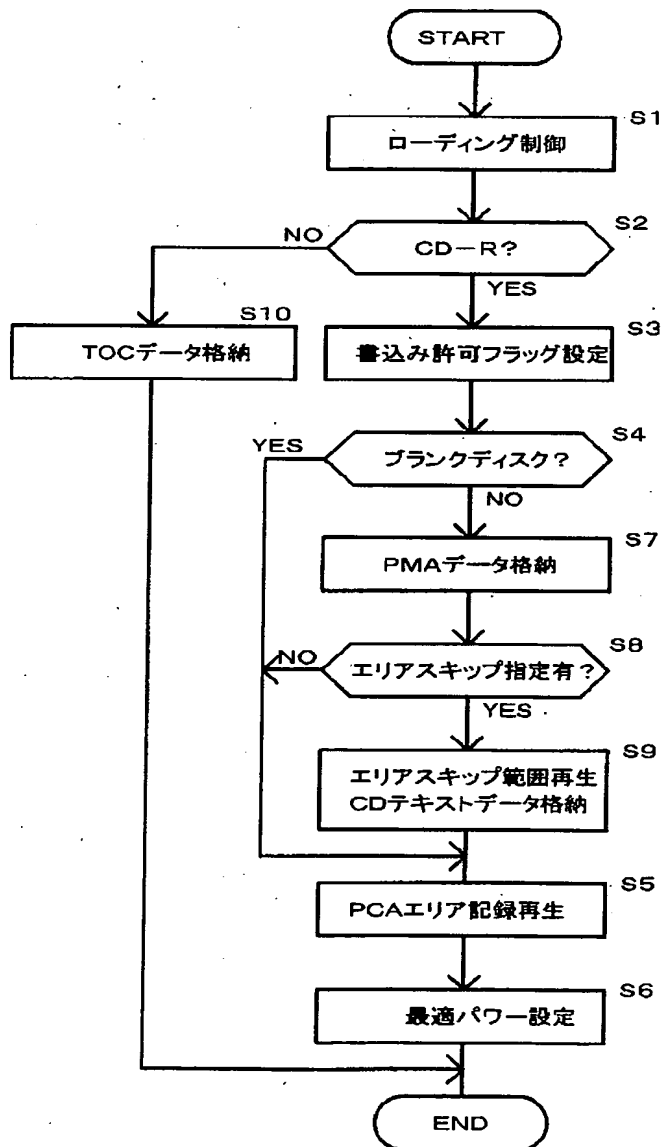 START
S1
ローディング制御
S2
NO
CD－R？
YES
S10
TOCデータ格納
S3
書込み許可フラッグ設定
S4
YES
ブランクディスク？
NO
S7
PMAデータ格納
S8
NO
エリアスキップ指定有？
YES
S9
エリアスキップ範囲再生
CDテキストデータ格納
S5
PCAエリア記録再生
S6
最適パワー設定
END